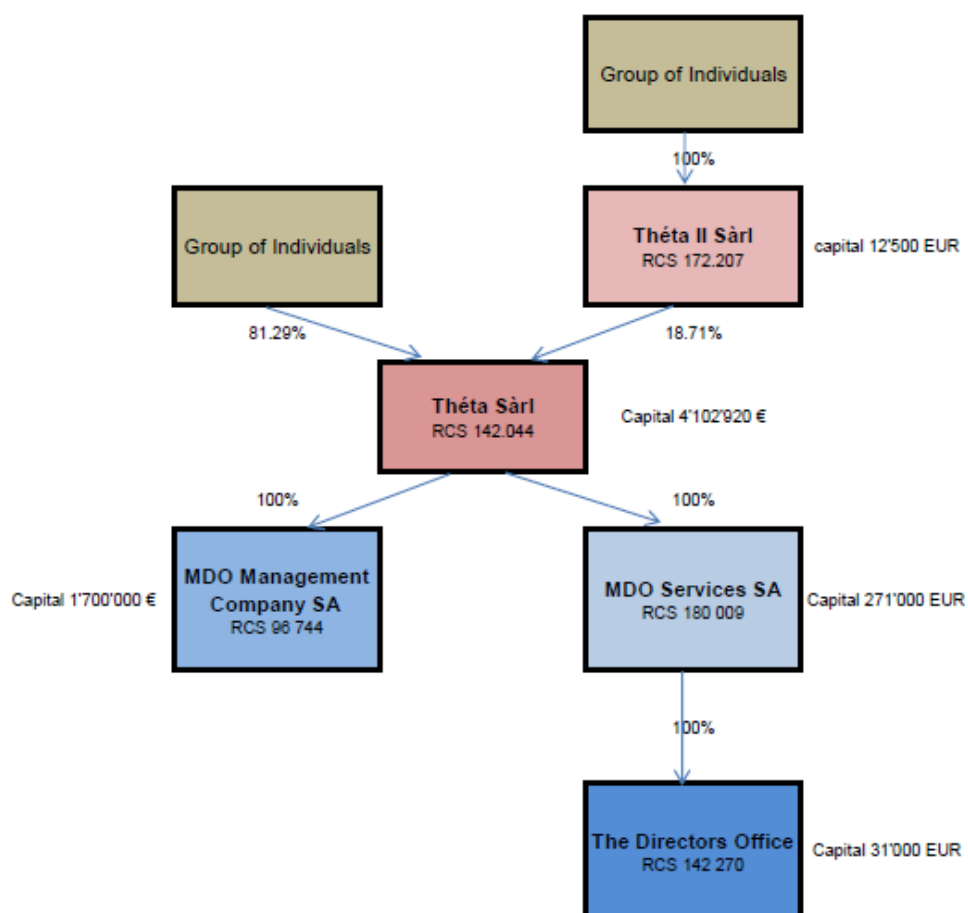 Group of Individuals
100%
Group of Individuals
Théta II Sàrl
RCS 172.207
capital 12'500 EUR
81.29%
18.71%
Théta Sàrl
RCS 142.044
Capital 4'102'920 €
100%
100%
Capital 1'700'000 €
MDO Management
Company SA
RCS 96 744
MDO Services SA
RCS 180 009
Capital 271'000 EUR
100%
The Directors Office
RCS 142 270
Capital 31'000 EUR